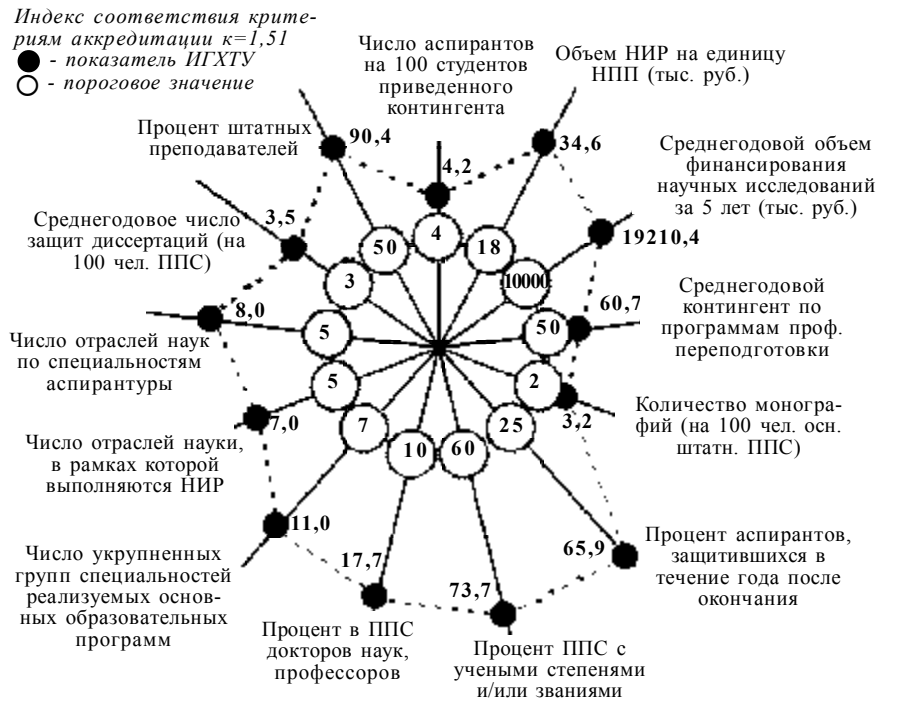 Индекс соответствия крите-
риям аккредитации к=1,51
- показатель ИГХТУ
- пороговое значение
Число аспирантов
на 100 студентов
приведенного
контингента
Объем НИР на единицу
НПП (тыс. руб.)
Процент штатных
преподавателей
90,4
4,2
34,6
Среднегодовой объем
финансирования
научных исследований
за 5 лет (тыс. руб.)
19210,4
Среднегодовое число
защит диссертаций (на
100 чел. ППС)
3,5
50
4
18
3
10000
Среднегодовой
контингент по
программам проф.
переподготовки
60,7
8,0
5
50
Число отраслей наук
по специальностям
аспирантуры
5
2
Количество моногра-
фий (на 100 чел. осн.
штатн. ППС)
3,2
7,0
7
25
10
60
Число отраслей науки,
в рамках которой
выполняются НИР
11,0
17,7
73,7
65,9
Процент аспирантов,
защитившихся в
течение года после
окончания
Число укрупненных
групп специальностей
реализуемых основ-
ных образовательных
программ
Процент в ППС
докторов наук,
профессоров
Процент ППС с
учеными степенями
и/или званиями